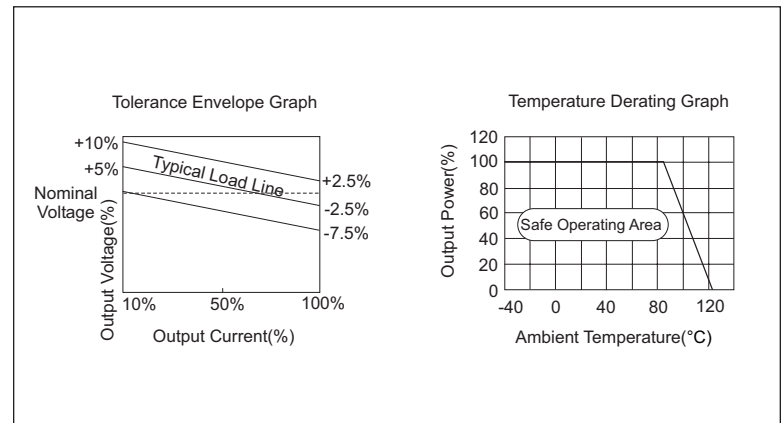 Tolerance Envelope Graph
+10%
+5%
Nominal
Voltage
Output Voltage(%)
Typical Load Line
+2.5%
-2.5%
-7.5%
10%
50%
100%
Output Current(%)
Temperature Derating Graph
Output Power(%)
120
100
80
60
40
20
0
Safe Operating Area
-40
0
40
80
120
Ambient Temperature(°C)